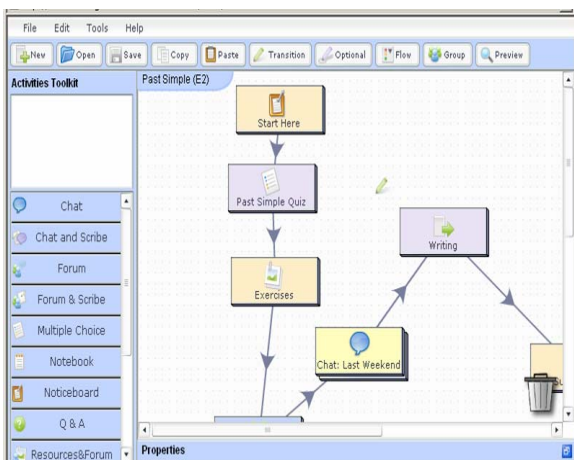 File Edit Tools Help
New Open Save Copy Paste Transition Optional Flow Group Preview
Activities Toolkit
Past Simple (E2)
Start Here
Past Simple Quiz
Chat
Chat and Scribe
Forum
Forum & Scribe
Multiple Choice
Notebook
Noticeboard
Q & A
Resources&Forum
Writing
Exercises
Chat: Last Weekend
Properties